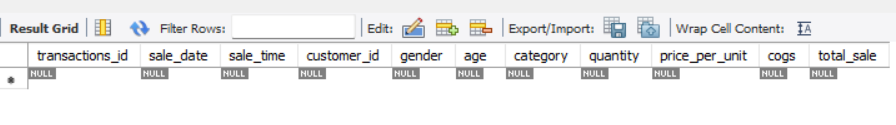 Result Grid Filter Rows: Edit: Export/Import: Wrap Cell Content: IA
transactions_id sale_date sale_time customer_id gender age category quantity price_per_unit cogs total_sale
NULL NULL NULL NULL NULL NULL NULL NULL NULL NULL NULL